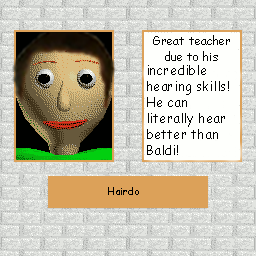 Great teacher
due to his
incredible
hearing skills!
He can
literally hear
better than
Baldi!
Hairdo